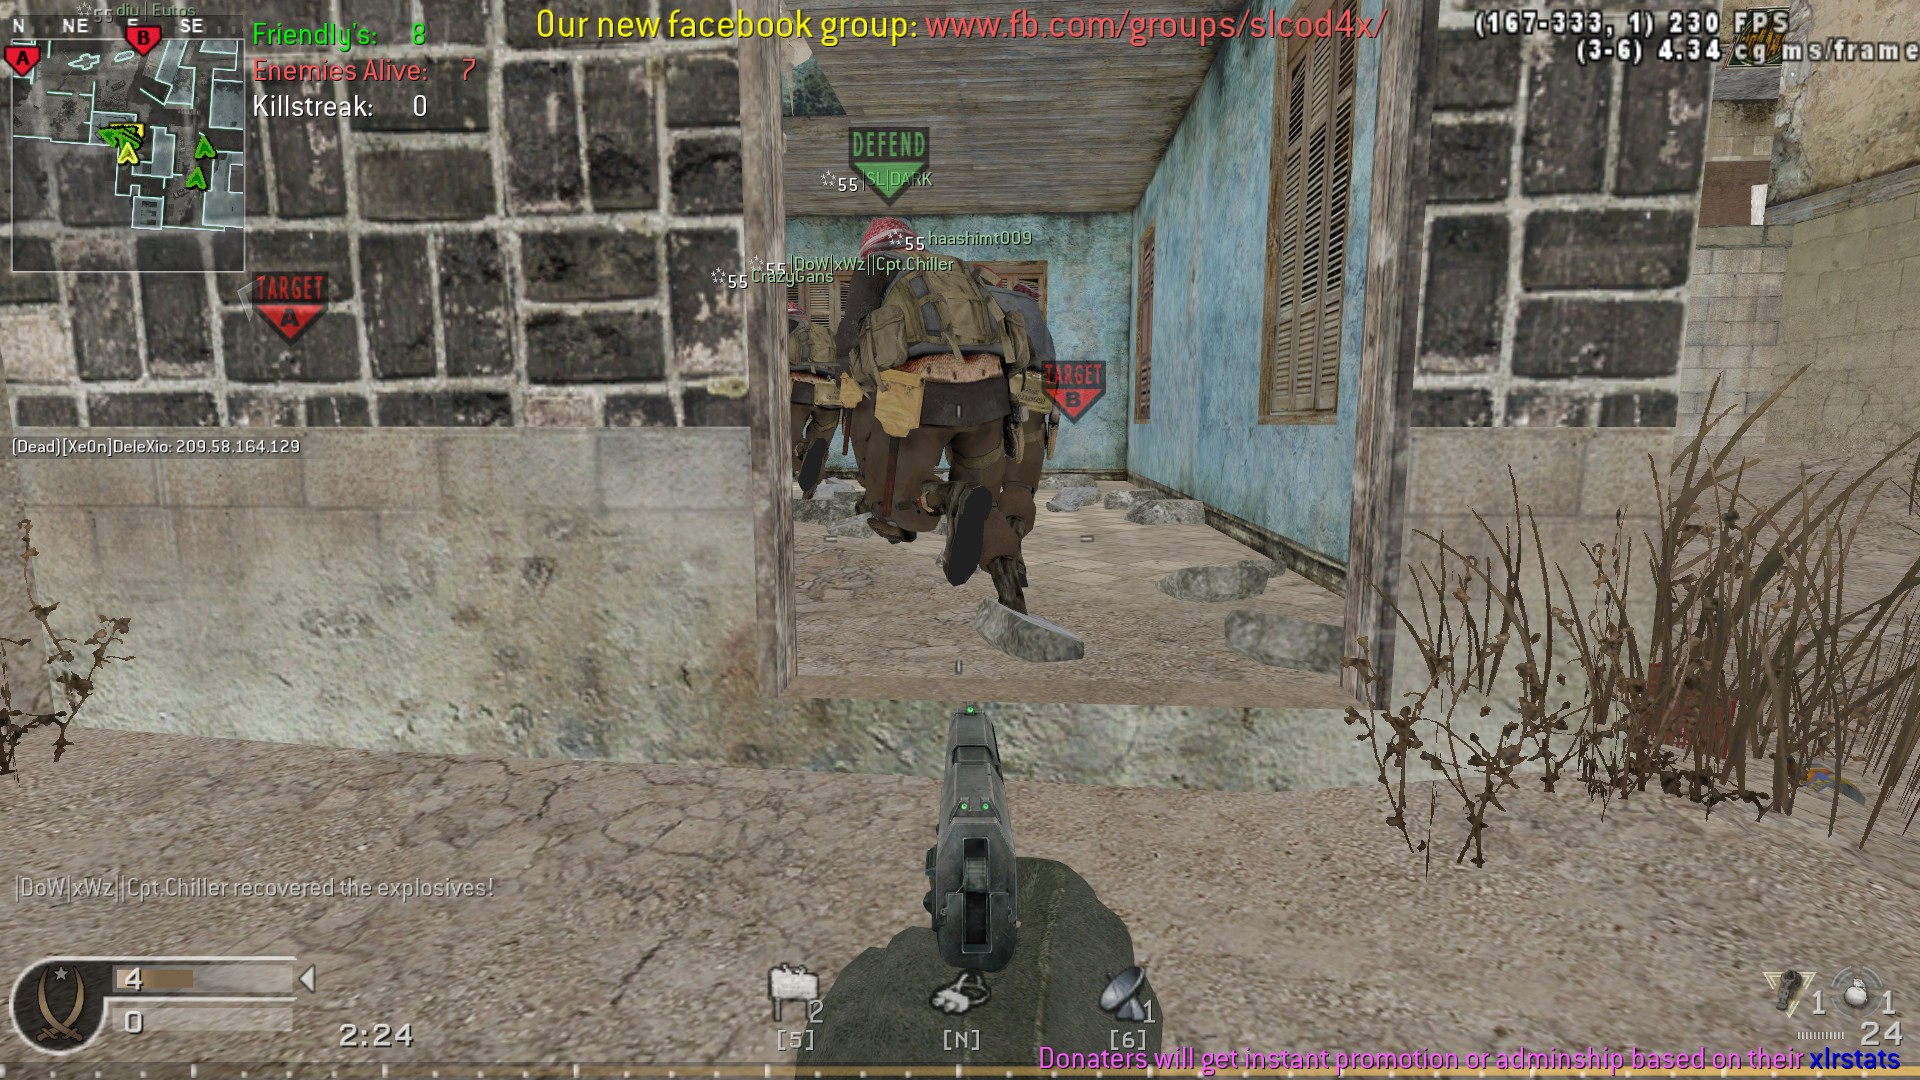 55 diu | Eutos
N NE E SE
A
B
Friendly's: 8
Enemies Alive: 7
Killstreak: 0
Our new facebook group: www.fb.com/groups/slcod4x/
(167-333, 1) 230 FPS
(3-6) 4.34 cg ms/frame
DEFEND
55 |SL|DARK
55 haashimt009
55 |DoW|xWz||Cpt.Chiller
55 CrazyGans
TARGET
A
TARGET
B
(Dead)[Xe0n]DeleXio: 209.58.164.129
|DoW|xWz||Cpt.Chiller recovered the explosives!
4
0
2:24
2
[5]
[N]
1
[6]
1
1
24
Donaters will get instant promotion or adminship based on their xlrstats